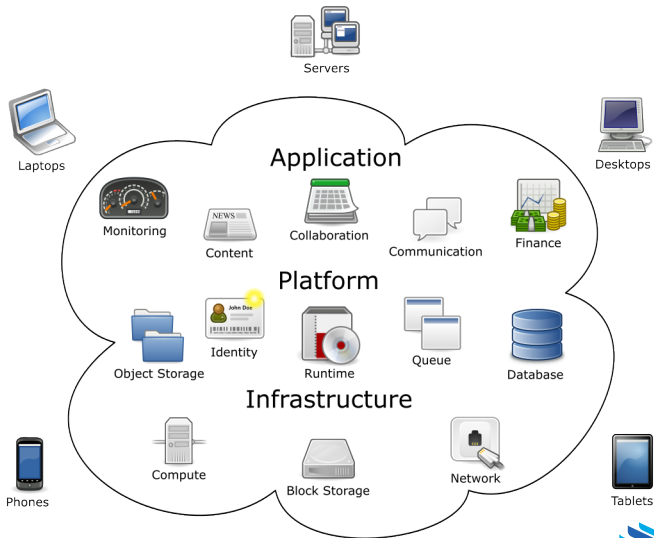 Servers
Laptops
Desktops
Application
Monitoring
NEWS
Content
Collaboration
Communication
Finance
Platform
Object Storage
John Doe
Identity
Runtime
Queue
Database
Infrastructure
Compute
Block Storage
Network
Phones
Tablets